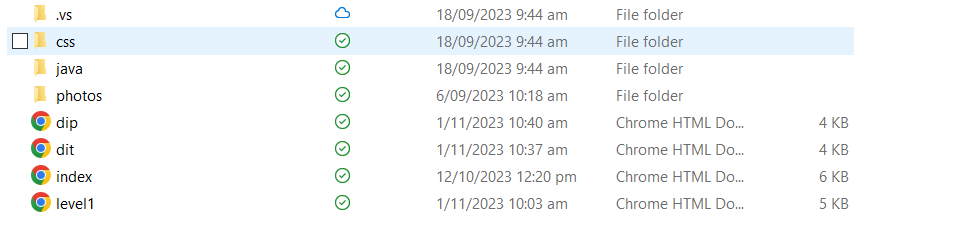 .vs 18/09/2023 9:44 am File folder
css 18/09/2023 9:44 am File folder
java 18/09/2023 9:44 am File folder
photos 6/09/2023 10:18 am File folder
dip 1/11/2023 10:40 am Chrome HTML Do... 4 KB
dit 1/11/2023 10:37 am Chrome HTML Do... 4 KB
index 12/10/2023 12:20 pm Chrome HTML Do... 6 KB
level1 1/11/2023 10:03 am Chrome HTML Do... 5 KB